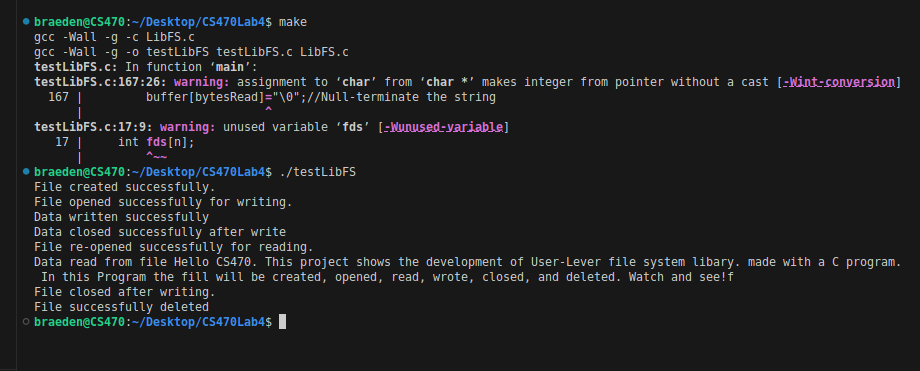 braeden@CS470:~/Desktop/CS470Lab4$ make
gcc -Wall -g -c LibFS.c
gcc -Wall -g -o testLibFS testLibFS.c LibFS.c
testLibFS.c: In function ‘main’:
testLibFS.c:167:26: warning: assignment to ‘char’ from ‘char *’ makes integer from pointer without a cast [-Wint-conversion]
  167 |         buffer[bytesRead]="\0";//Null-terminate the string
      |                          ^
testLibFS.c:17:9: warning: unused variable ‘fds’ [-Wunused-variable]
   17 |     int fds[n];
      |         ^~~
braeden@CS470:~/Desktop/CS470Lab4$ ./testLibFS
File created successfully.
File opened successfully for writing.
Data written successfully
Data closed successfully after write
File re-opened successfully for reading.
Data read from file Hello CS470. This project shows the development of User-Lever file system libary. made with a C program.
 In this Program the fill will be created, opened, read, wrote, closed, and deleted. Watch and see!f
File closed after writing.
File successfully deleted
braeden@CS470:~/Desktop/CS470Lab4$